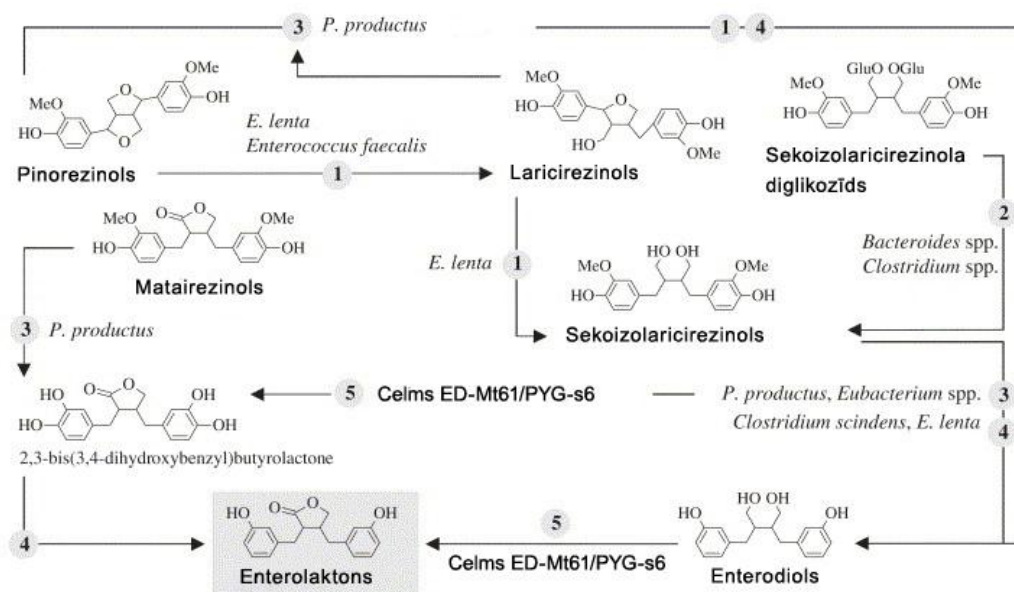 3 P. productus
1 4
MeO
HO
O
O
OMe
OH
Pinorezinols
E. lenta
Enterococcus faecalis
1
MeO
HO
O
HO
OH
OMe
Laricirezinols
GluO OGlu
MeO
HO
OMe
OH
Sekoizolaricirezinola
diglikozīds
2
Bacteroides spp.
Clostridium spp.
O
O
MeO
HO
OMe
OH
Matairezinols
E. lenta 1
HO OH
MeO
HO
OMe
OH
Sekoizolaricirezinols
3 P. productus
O
O
HO
HO
OH
OH
2,3-bis(3,4-dihydroxybenzyl)butyrolactone
5 Celms ED-Mt61/PYG-s6
P. productus, Eubacterium spp. 3
Clostridium scindens, E. lenta 4
4
HO
O
O
OH
Enterolaktons
5
Celms ED-Mt61/PYG-s6
HO OH
HO
OH
Enterodiols